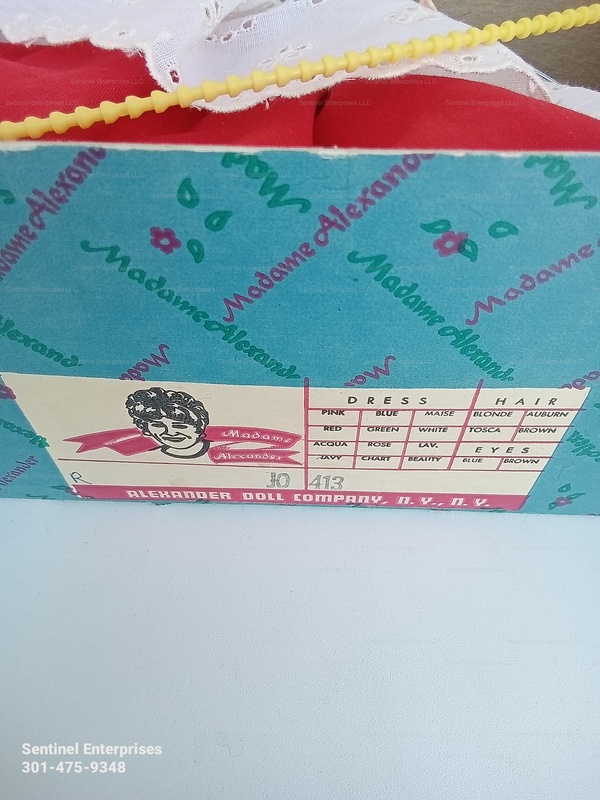 Madame Alexander
Madame Alexander
Madame Alexand
Madame
Madame
Alexander
DRESS HAIR
PINK BLUE MAISE BLONDE AUBURN
RED GREEN WHITE TOSCA BROWN
ACQUA ROSE LAV. EYES
NAVY CHART BEAUTY BLUE BROWN
R JO 413
ALEXANDER DOLL COMPANY, N.Y., N.Y.
Sentinel Enterprises
301-475-9348